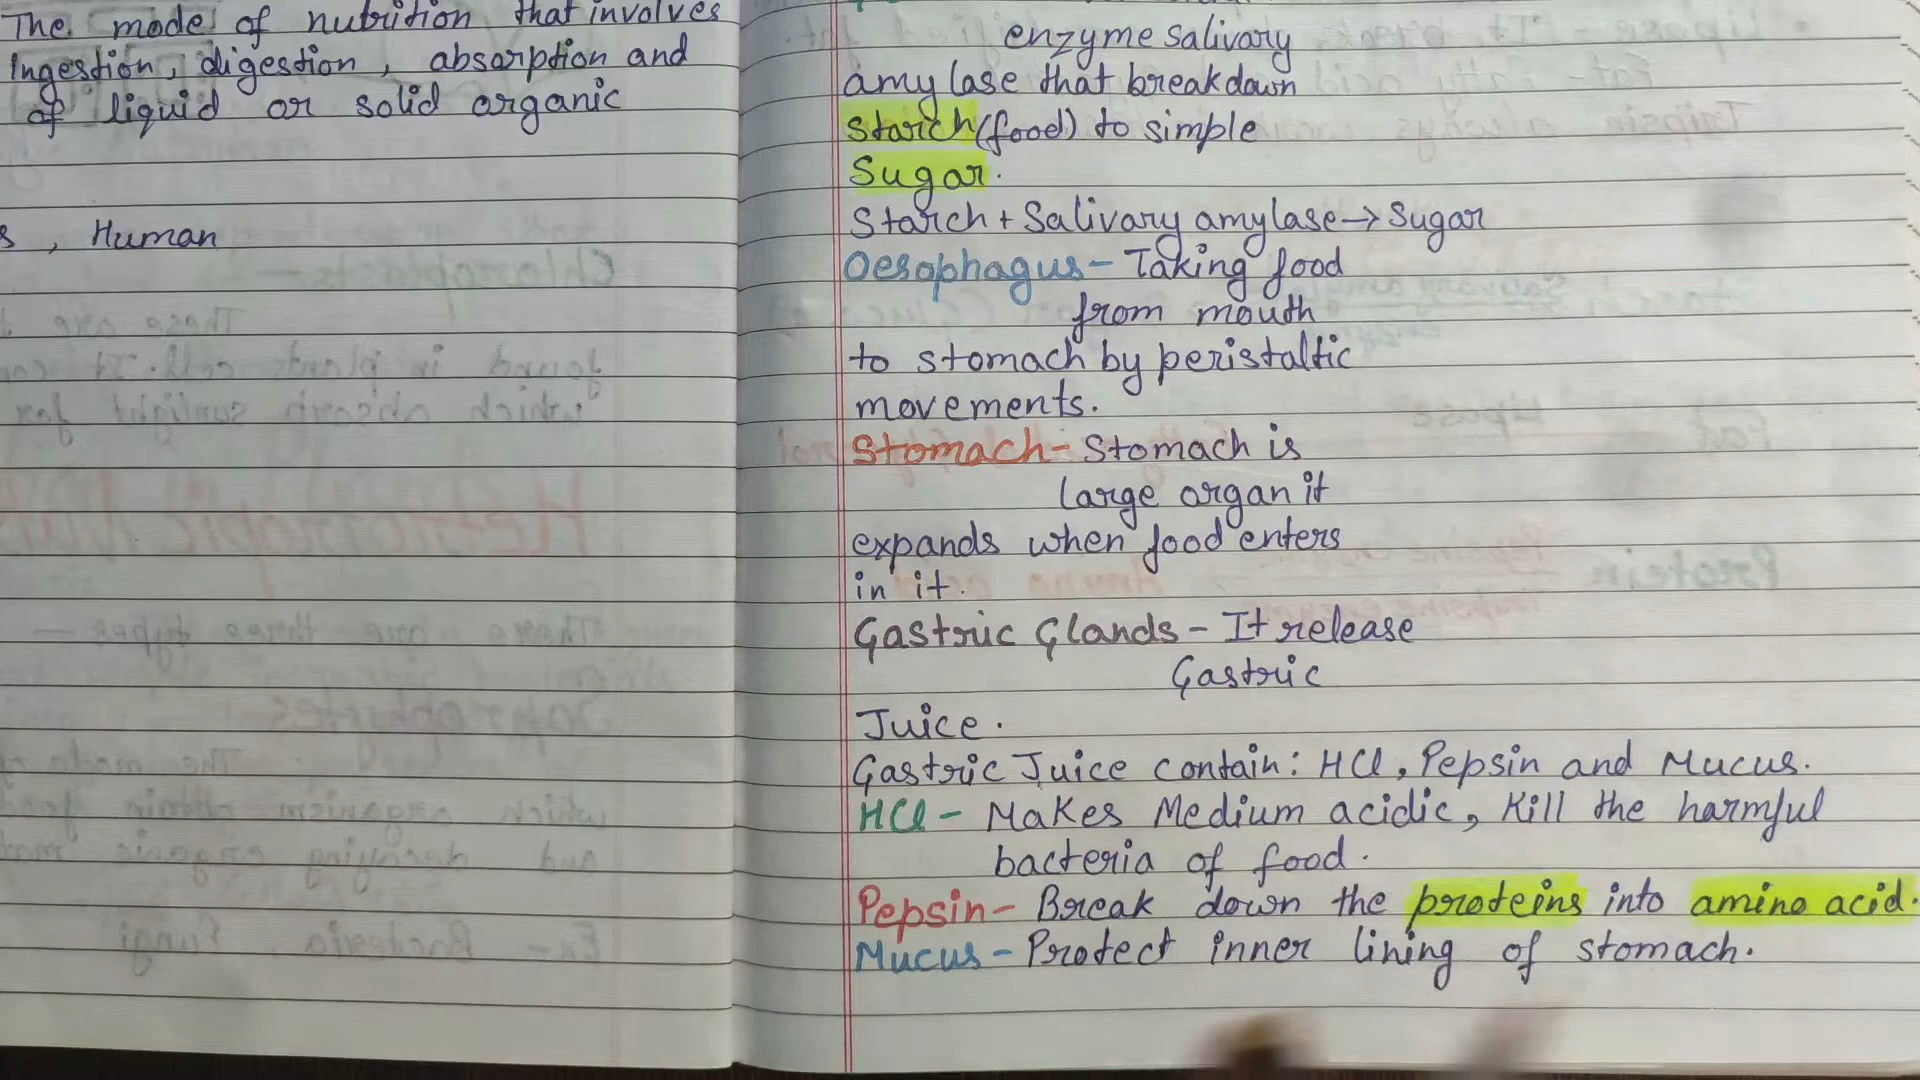 The mode of nutrition that involves
Ingestion, digestion, absorption and
of liquid or solid organic
, Human
enzyme salivary
amylase that breakdown
Starch (food) to simple
Sugar.
Starch + Salivary amylase → Sugar
Oesophagus - Taking food
from mouth
to stomach by peristaltic
movements.
Stomach - Stomach is
large organ it
expands when food enters
in it.
Gastric Glands - It release
Gastric
Juice.
Gastric Juice contain: HCl, Pepsin and Mucus.
HCl - Makes Medium acidic, Kill the harmful
bacteria of food.
Pepsin - Break down the proteins into amino acid.
Mucus - Protect inner lining of stomach.